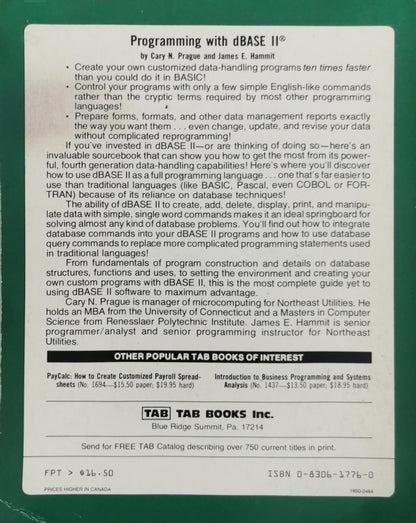 Programming with dBASE II®
by Cary N. Prague and James E. Hammit
• Create your own customized data-handling programs ten times faster
than you could do it in BASIC!
• Control your programs with only a few simple English-like commands
rather than the cryptic terms required by most other programming
languages!
• Prepare forms, formats, and other data management reports exactly
the way you want them . . . even change, update, and revise your data
without complicated reprogramming!
If you've invested in dBASE II—or are thinking of doing so—here's an
invaluable sourcebook that can show you how to get the most from its power-
ful, fourth generation data-handling capabilities! Here's where you'll discover
how to use dBASE II as a full programming language . . . one that's far easier to
use than traditional languages (like BASIC, Pascal, even COBOL or FOR-
TRAN) because of its reliance on database techniques!
The ability of dBASE II to create, add, delete, display, print, and manipu-
late data with simple, single word commands makes it an ideal springboard for
solving almost any kind of database problems. You'll find out how to integrate
database commands into your dBASE II programs and how to use database
query commands to replace more complicated programming statements used
in traditional languages!
From fundamentals of program construction and details on database
structures, functions and uses, to setting the environment and creating your
own custom programs with dBASE II, this is the most complete guide yet to
using dBASE II software to maximum advantage.
Cary N. Prague is manager of microcomputing for Northeast Utilities. He
holds an MBA from the University of Connecticut and a Masters in Computer
Science from Renesslaer Polytechnic Institute. James E. Hammit is senior
programmer/analyst and senior programming instructor for Northeast
Utilities.
OTHER POPULAR TAB BOOKS OF INTEREST
PayCalc: How to Create Customized Payroll Spread-
sheets (No. 1694—$15.50 paper; $19.95 hard)
Introduction to Business Programming and Systems
Analysis (No. 1437—$13.50 paper; $18.95 hard)
TAB TAB BOOKS Inc.
Blue Ridge Summit, Pa. 17214
Send for FREE TAB Catalog describing over 750 current titles in print.
FPT > $16.50
ISBN 0-8306-1776-0
PRICES HIGHER IN CANADA
1850-0484